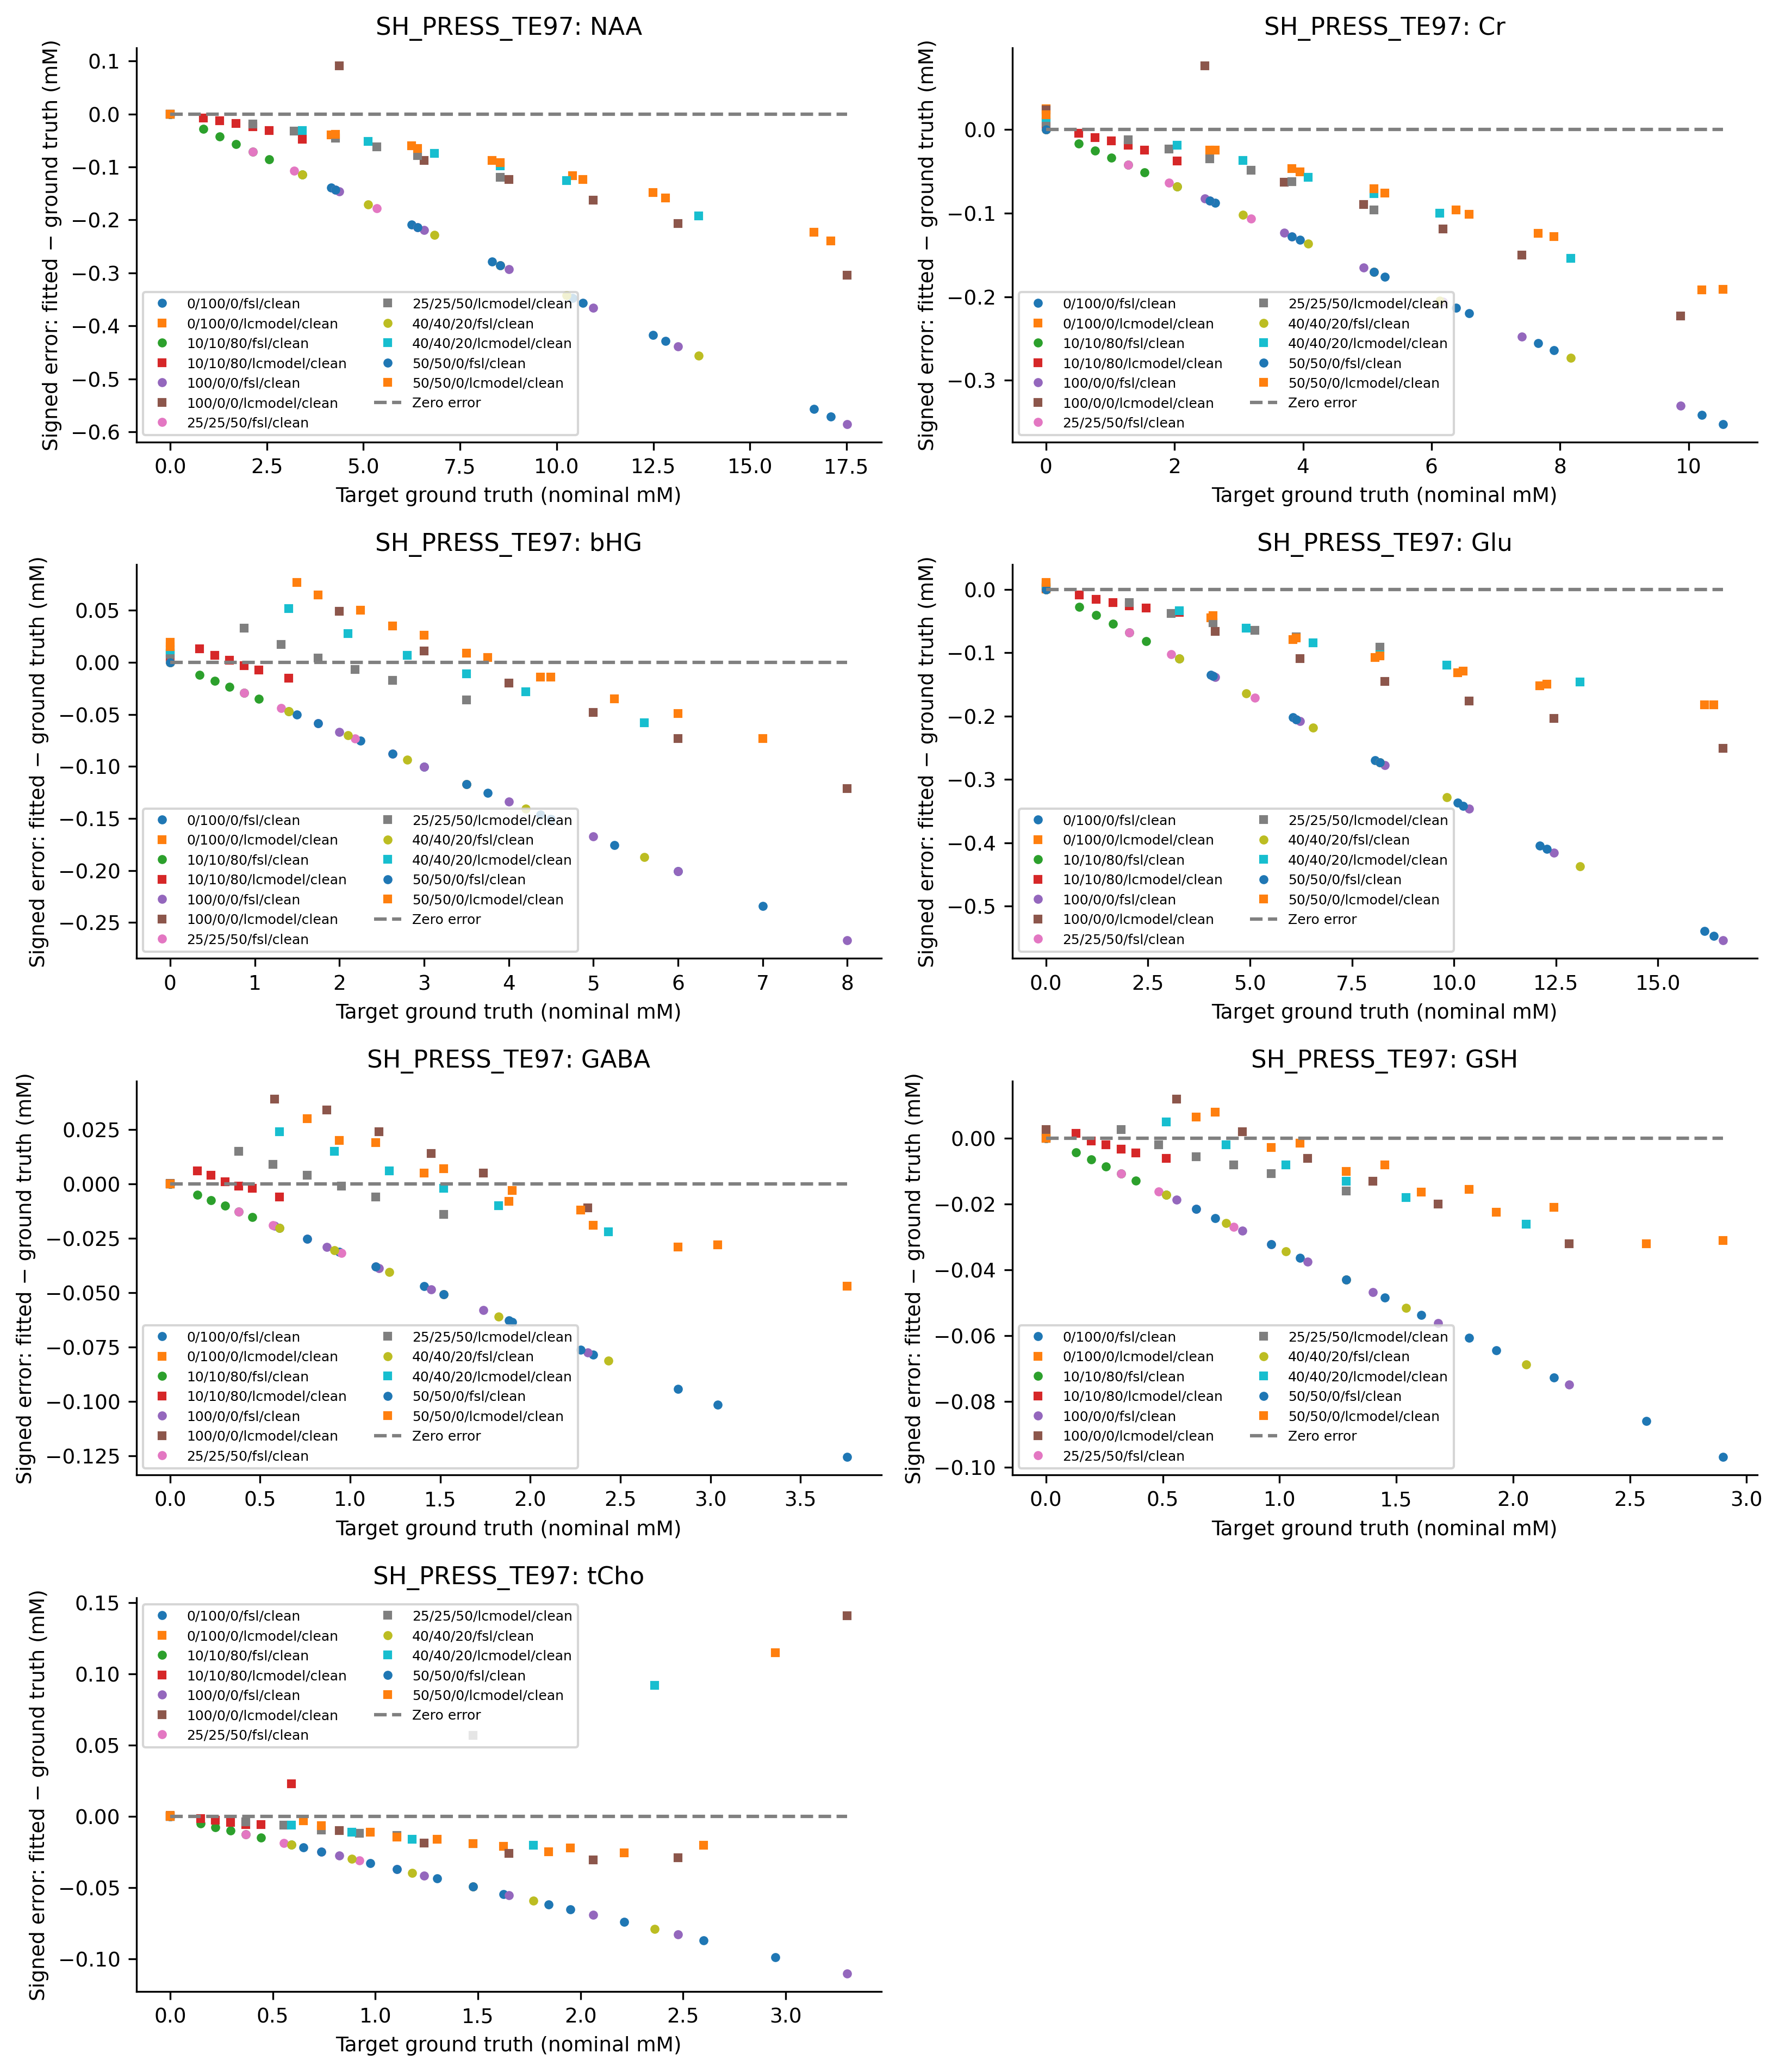 SH_PRESS_TE97: NAA
Signed error: fitted − ground truth (mM)
0.1
0.0
−0.1
−0.2
−0.3
−0.4
−0.5
−0.6
0/100/0/fsl/clean
0/100/0/lcmodel/clean
10/10/80/fsl/clean
10/10/80/lcmodel/clean
100/0/0/fsl/clean
100/0/0/lcmodel/clean
25/25/50/fsl/clean
25/25/50/lcmodel/clean
40/40/20/fsl/clean
40/40/20/lcmodel/clean
50/50/0/fsl/clean
50/50/0/lcmodel/clean
Zero error
0.0 2.5 5.0 7.5 10.0 12.5 15.0 17.5
Target ground truth (nominal mM)
SH_PRESS_TE97: Cr
Signed error: fitted − ground truth (mM)
0.0
−0.1
−0.2
−0.3
0/100/0/fsl/clean
0/100/0/lcmodel/clean
10/10/80/fsl/clean
10/10/80/lcmodel/clean
100/0/0/fsl/clean
100/0/0/lcmodel/clean
25/25/50/fsl/clean
25/25/50/lcmodel/clean
40/40/20/fsl/clean
40/40/20/lcmodel/clean
50/50/0/fsl/clean
50/50/0/lcmodel/clean
Zero error
0 2 4 6 8 10
Target ground truth (nominal mM)
SH_PRESS_TE97: bHG
Signed error: fitted − ground truth (mM)
0.05
0.00
−0.05
−0.10
−0.15
−0.20
−0.25
0/100/0/fsl/clean
0/100/0/lcmodel/clean
10/10/80/fsl/clean
10/10/80/lcmodel/clean
100/0/0/fsl/clean
100/0/0/lcmodel/clean
25/25/50/fsl/clean
25/25/50/lcmodel/clean
40/40/20/fsl/clean
40/40/20/lcmodel/clean
50/50/0/fsl/clean
50/50/0/lcmodel/clean
Zero error
0 1 2 3 4 5 6 7 8
Target ground truth (nominal mM)
SH_PRESS_TE97: Glu
Signed error: fitted − ground truth (mM)
0.0
−0.1
−0.2
−0.3
−0.4
−0.5
0/100/0/fsl/clean
0/100/0/lcmodel/clean
10/10/80/fsl/clean
10/10/80/lcmodel/clean
100/0/0/fsl/clean
100/0/0/lcmodel/clean
25/25/50/fsl/clean
25/25/50/lcmodel/clean
40/40/20/fsl/clean
40/40/20/lcmodel/clean
50/50/0/fsl/clean
50/50/0/lcmodel/clean
Zero error
0.0 2.5 5.0 7.5 10.0 12.5 15.0
Target ground truth (nominal mM)
SH_PRESS_TE97: GABA
Signed error: fitted − ground truth (mM)
0.025
0.000
−0.025
−0.050
−0.075
−0.100
−0.125
0/100/0/fsl/clean
0/100/0/lcmodel/clean
10/10/80/fsl/clean
10/10/80/lcmodel/clean
100/0/0/fsl/clean
100/0/0/lcmodel/clean
25/25/50/fsl/clean
25/25/50/lcmodel/clean
40/40/20/fsl/clean
40/40/20/lcmodel/clean
50/50/0/fsl/clean
50/50/0/lcmodel/clean
Zero error
0.0 0.5 1.0 1.5 2.0 2.5 3.0 3.5
Target ground truth (nominal mM)
SH_PRESS_TE97: GSH
Signed error: fitted − ground truth (mM)
0.00
−0.02
−0.04
−0.06
−0.08
−0.10
0/100/0/fsl/clean
0/100/0/lcmodel/clean
10/10/80/fsl/clean
10/10/80/lcmodel/clean
100/0/0/fsl/clean
100/0/0/lcmodel/clean
25/25/50/fsl/clean
25/25/50/lcmodel/clean
40/40/20/fsl/clean
40/40/20/lcmodel/clean
50/50/0/fsl/clean
50/50/0/lcmodel/clean
Zero error
0.0 0.5 1.0 1.5 2.0 2.5 3.0
Target ground truth (nominal mM)
SH_PRESS_TE97: tCho
Signed error: fitted − ground truth (mM)
0.15
0.10
0.05
0.00
−0.05
−0.10
0/100/0/fsl/clean
0/100/0/lcmodel/clean
10/10/80/fsl/clean
10/10/80/lcmodel/clean
100/0/0/fsl/clean
100/0/0/lcmodel/clean
25/25/50/fsl/clean
25/25/50/lcmodel/clean
40/40/20/fsl/clean
40/40/20/lcmodel/clean
50/50/0/fsl/clean
50/50/0/lcmodel/clean
Zero error
0.0 0.5 1.0 1.5 2.0 2.5 3.0
Target ground truth (nominal mM)